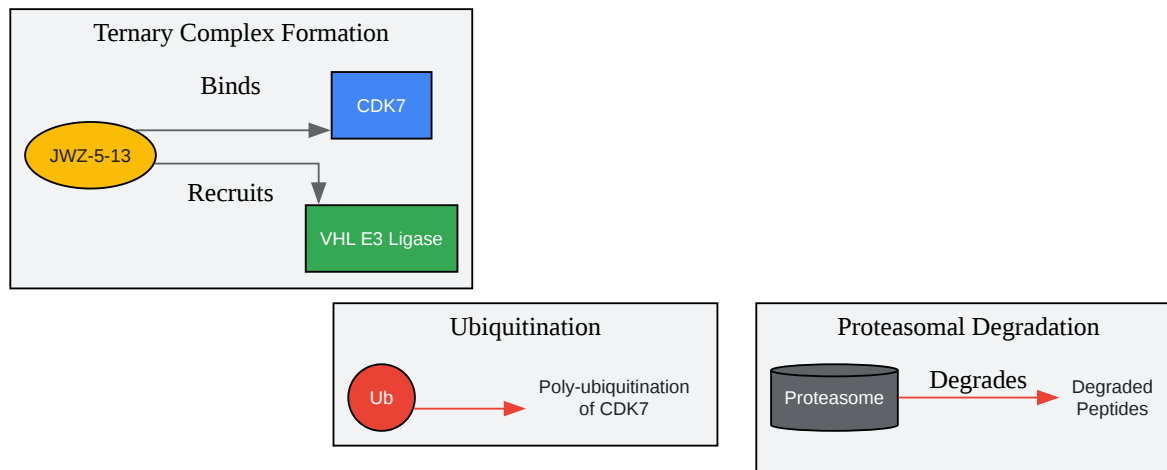 Ternary Complex Formation
Binds
CDK7
JWZ-5-13
Recruits
VHL E3 Ligase
Ubiquitination
Ub
Poly-ubiquitination
of CDK7
Proteasomal Degradation
Proteasome
Degrades
Degraded
Peptides